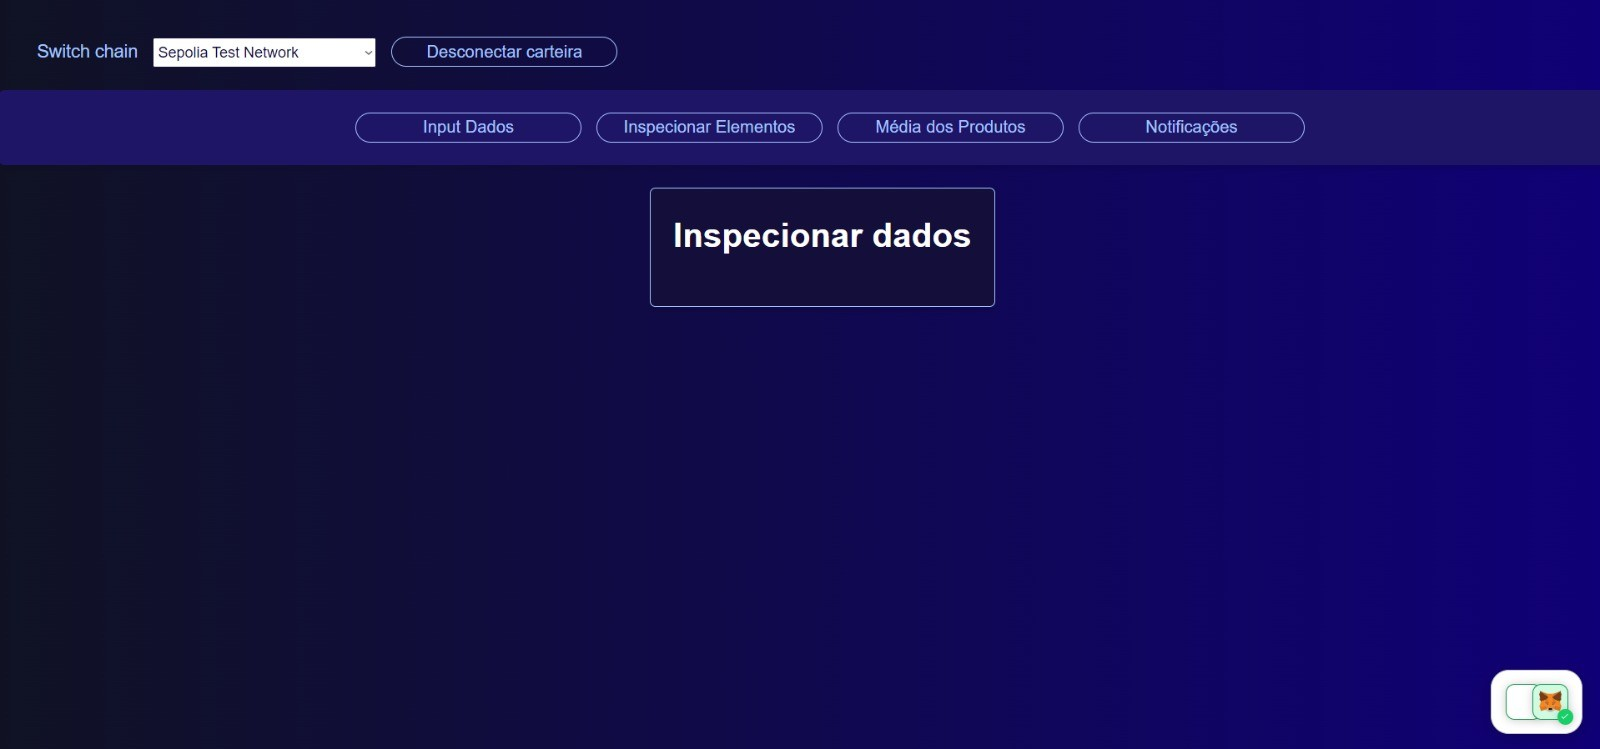 Switch chain Sepolia Test Network Desconectar carteira
Input Dados Inspecionar Elementos Média dos Produtos Notificações
Inspecionar dados